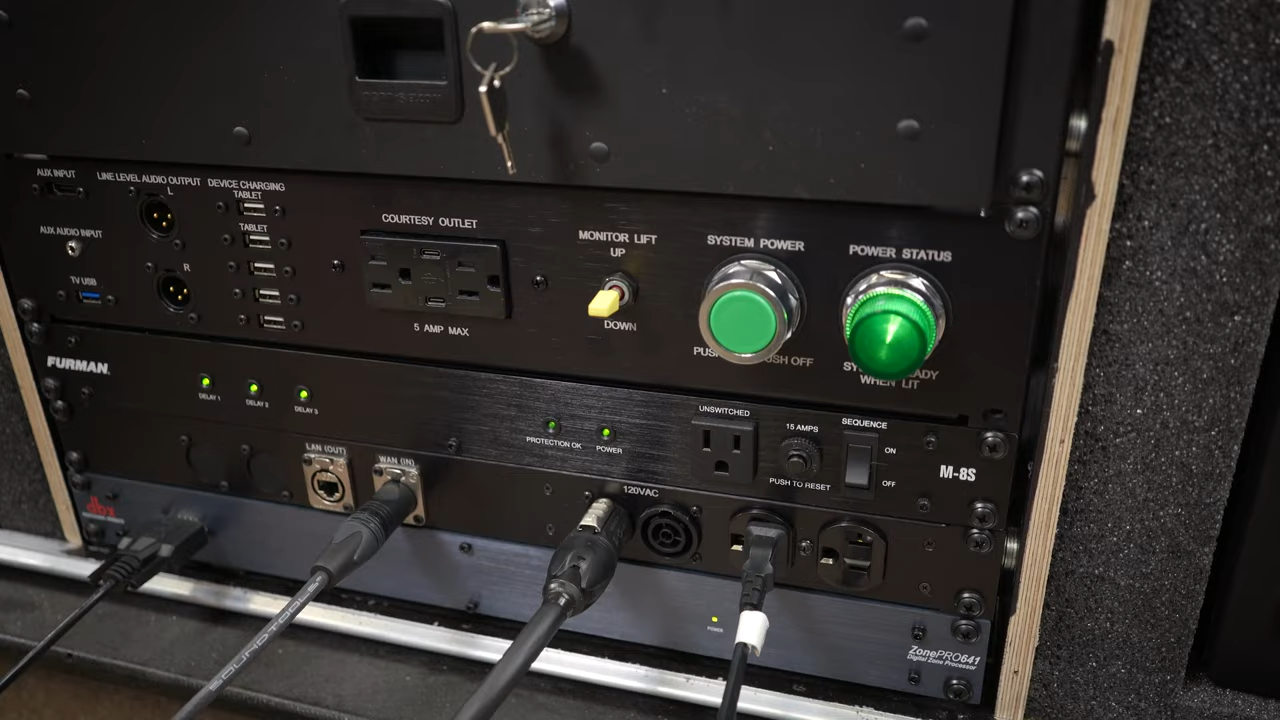 AUX INPUT
LINE LEVEL AUDIO OUTPUT
L
DEVICE CHARGING
TABLET
AUX AUDIO INPUT
TABLET
R
TV USB
COURTESY OUTLET
5 AMP MAX
MONITOR LIFT
UP
DOWN
SYSTEM POWER
PUSH OFF
POWER STATUS
WHEN LIT
FURMAN
DELAY 1
DELAY 2
DELAY 3
PROTECTION OK
POWER
UNSWITCHED
15 AMPS
PUSH TO RESET
SEQUENCE
ON
OFF
M-8S
LAN (OUT)
WAN (IN)
120VAC
dbx
SOUNDTOOLS
POWER
ZonePRO641
Digital Zone Processor